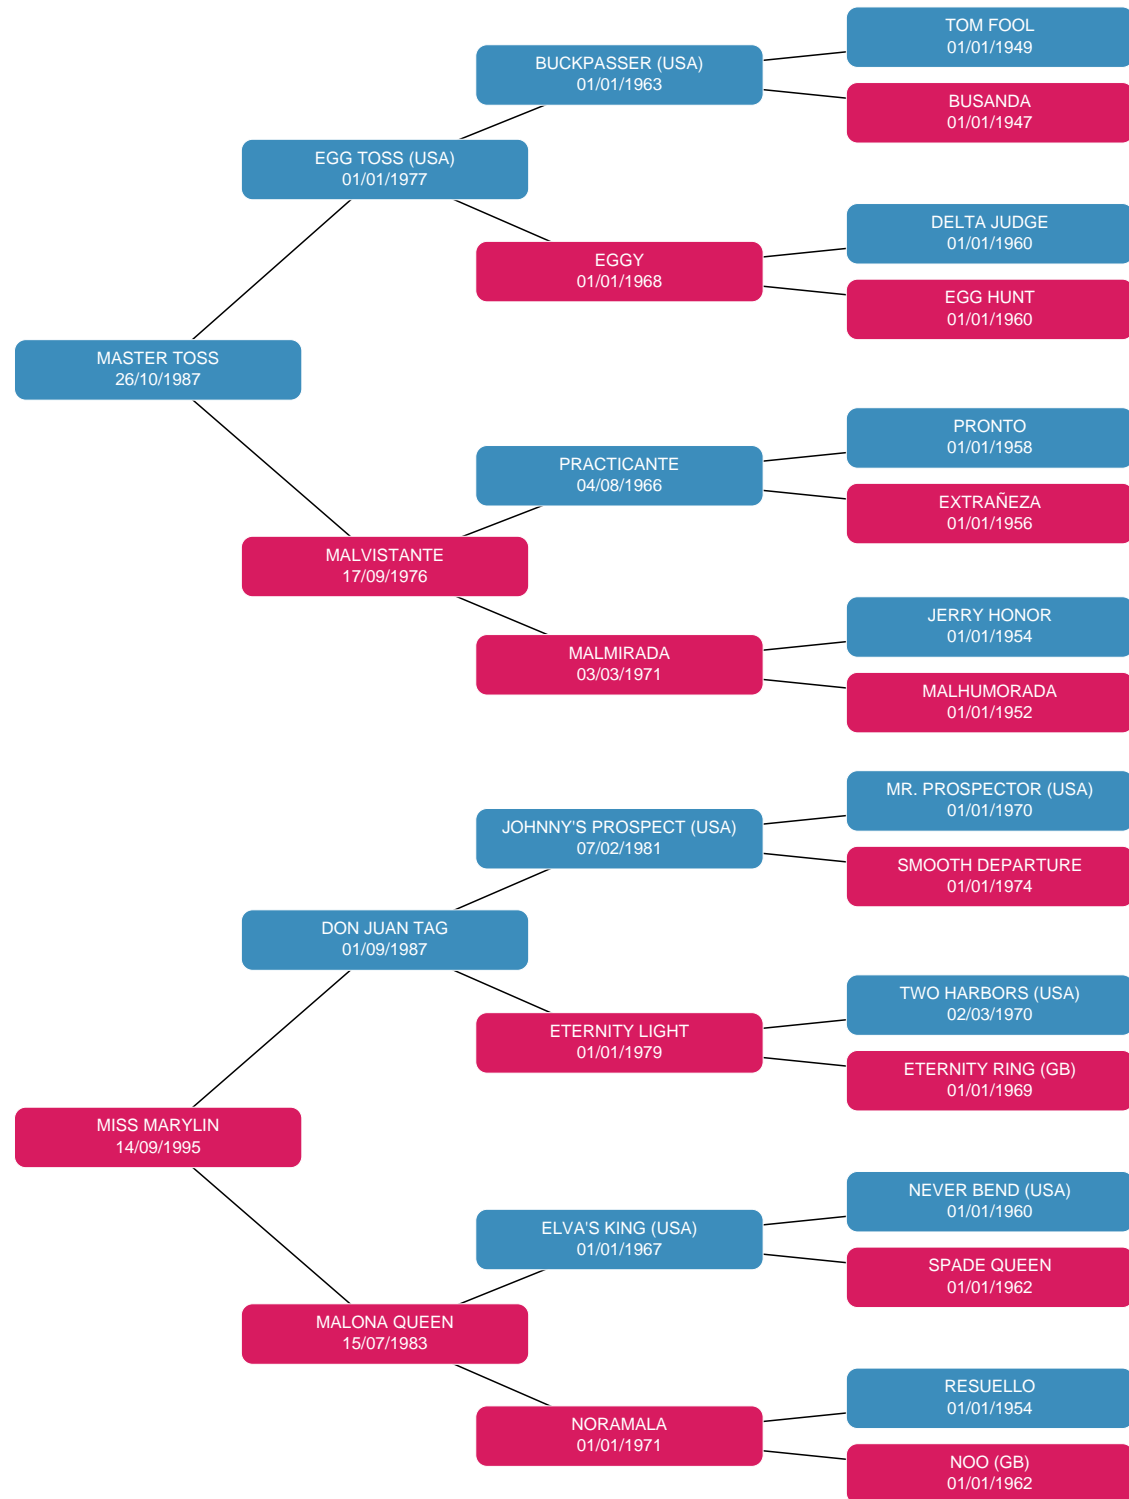 TOM FOOL
01/01/1949
BUCKPASSER (USA)
01/01/1963
BUSANDA
01/01/1947
EGG TOSS (USA)
01/01/1977
DELTA JUDGE
01/01/1960
EGGY
01/01/1968
EGG HUNT
01/01/1960
MASTER TOSS
26/10/1987
PRONTO
01/01/1958
PRACTICANTE
04/08/1966
EXTRAÑEZA
01/01/1956
MALVISTANTE
17/09/1976
JERRY HONOR
01/01/1954
MALMIRADA
03/03/1971
MALHUMORADA
01/01/1952
MR. PROSPECTOR (USA)
01/01/1970
JOHNNY'S PROSPECT (USA)
07/02/1981
SMOOTH DEPARTURE
01/01/1974
DON JUAN TAG
01/09/1987
TWO HARBORS (USA)
02/03/1970
ETERNITY LIGHT
01/01/1979
ETERNITY RING (GB)
01/01/1969
MISS MARYLIN
14/09/1995
NEVER BEND (USA)
01/01/1960
ELVA'S KING (USA)
01/01/1967
SPADE QUEEN
01/01/1962
MALONA QUEEN
15/07/1983
RESUELLO
01/01/1954
NORAMALA
01/01/1971
NOO (GB)
01/01/1962